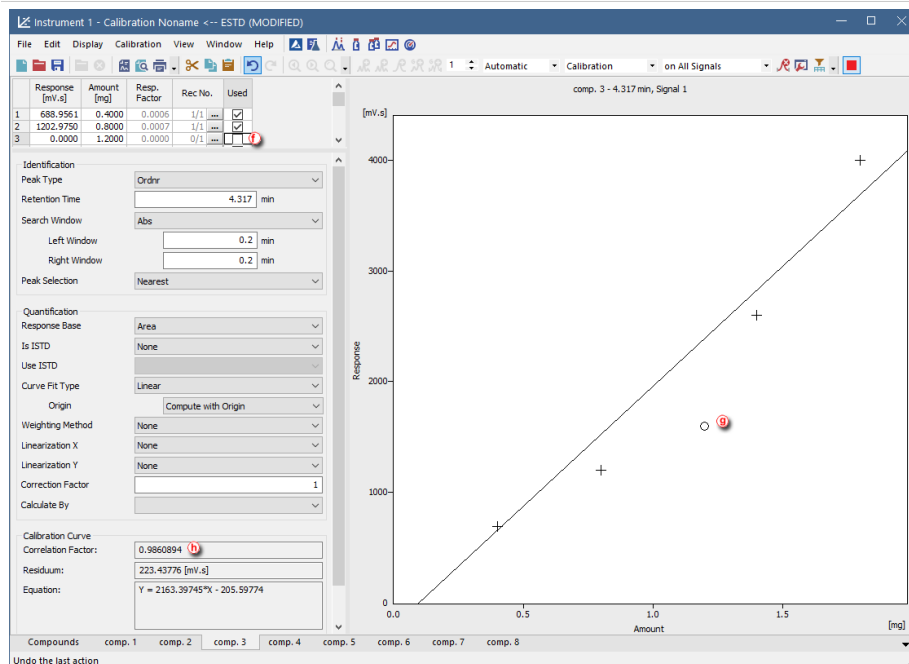 Instrument 1 - Calibration Noname <-- ESTD (MODIFIED)
File Edit Display Calibration View Window Help
1 Automatic Calibration on All Signals
Response [mV.s] Amount [mg] Resp. Factor Rec No. Used
1 688.9561 0.4000 0.0006 1/1 ...
2 1202.9750 0.8000 0.0007 1/1 ...
3 0.0000 1.2000 0.0000 0/1 ... f
Identification
Peak Type Ordnr
Retention Time 4.317 min
Search Window Abs
Left Window 0.2 min
Right Window 0.2 min
Peak Selection Nearest
Quantification
Response Base Area
Is ISTD None
Use ISTD
Curve Fit Type Linear
Origin Compute with Origin
Weighting Method None
Linearization X None
Linearization Y None
Correction Factor 1
Calculate By
Calibration Curve
Correlation Factor: 0.9860894 h
Residuum: 223.43776 [mV.s]
Equation: Y = 2163.39745*X - 205.59774
comp. 3 - 4.317 min, Signal 1
[mV.s]
4000
3000
Response
2000
g
1000
0
0.0 0.5 1.0 1.5 [mg]
Amount
Compounds comp. 1 comp. 2 comp. 3 comp. 4 comp. 5 comp. 6 comp. 7 comp. 8
Undo the last action